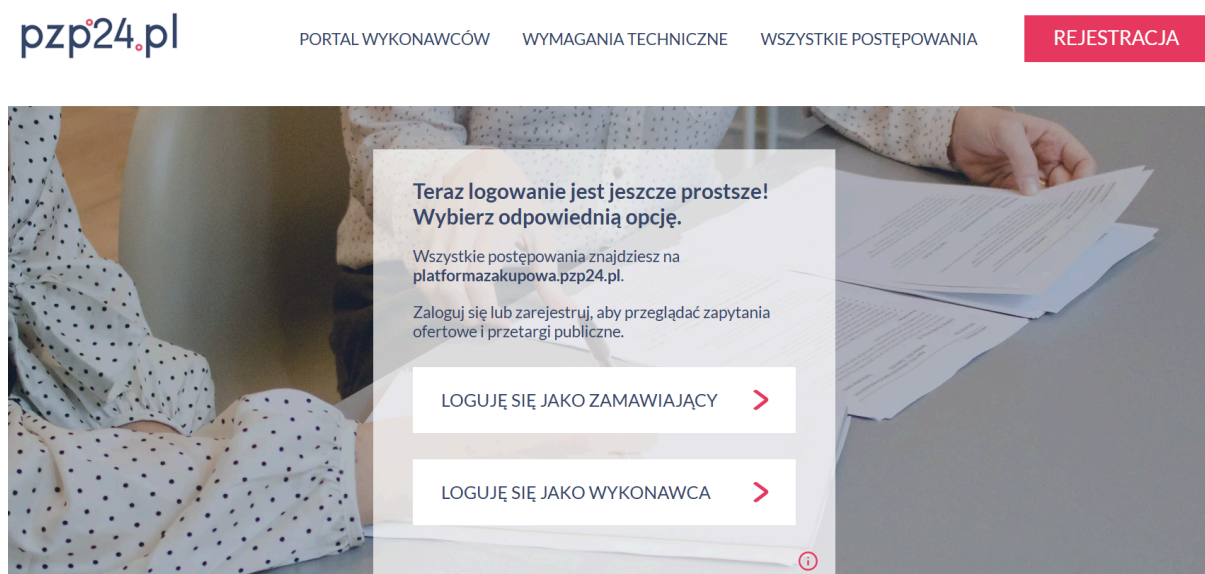 pzp24.pl
PORTAL WYKONAWCÓW
WYMAGANIA TECHNICZNE
WSZYSTKIE POSTĘPOWANIA
REJESTRACJA
Teraz logowanie jest jeszcze prostsze!
Wybierz odpowiednią opcję.
Wszystkie postępowania znajdziesz na
platformazakupowa.pzp24.pl.
Zaloguj się lub zarejestruj, aby przeglądać zapytania
ofertowe i przetargi publiczne.
LOGUJĘ SIĘ JAKO ZAMAWIAJĄCY
LOGUJĘ SIĘ JAKO WYKONAWCA